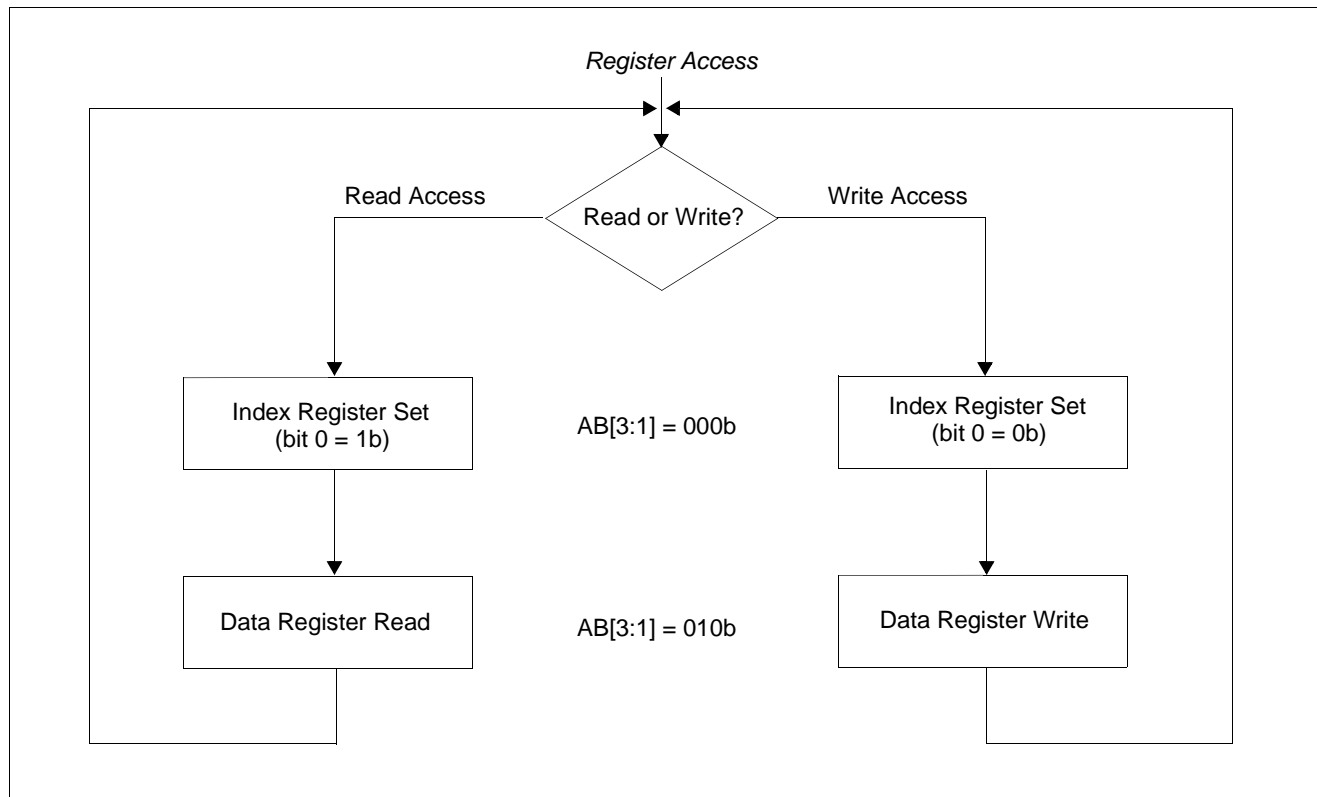 Register Access
Read Access
Write Access
Read or Write?
Index Register Set
(bit 0 = 1b)
AB[3:1] = 000b
Index Register Set
(bit 0 = 0b)
Data Register Read
AB[3:1] = 010b
Data Register Write